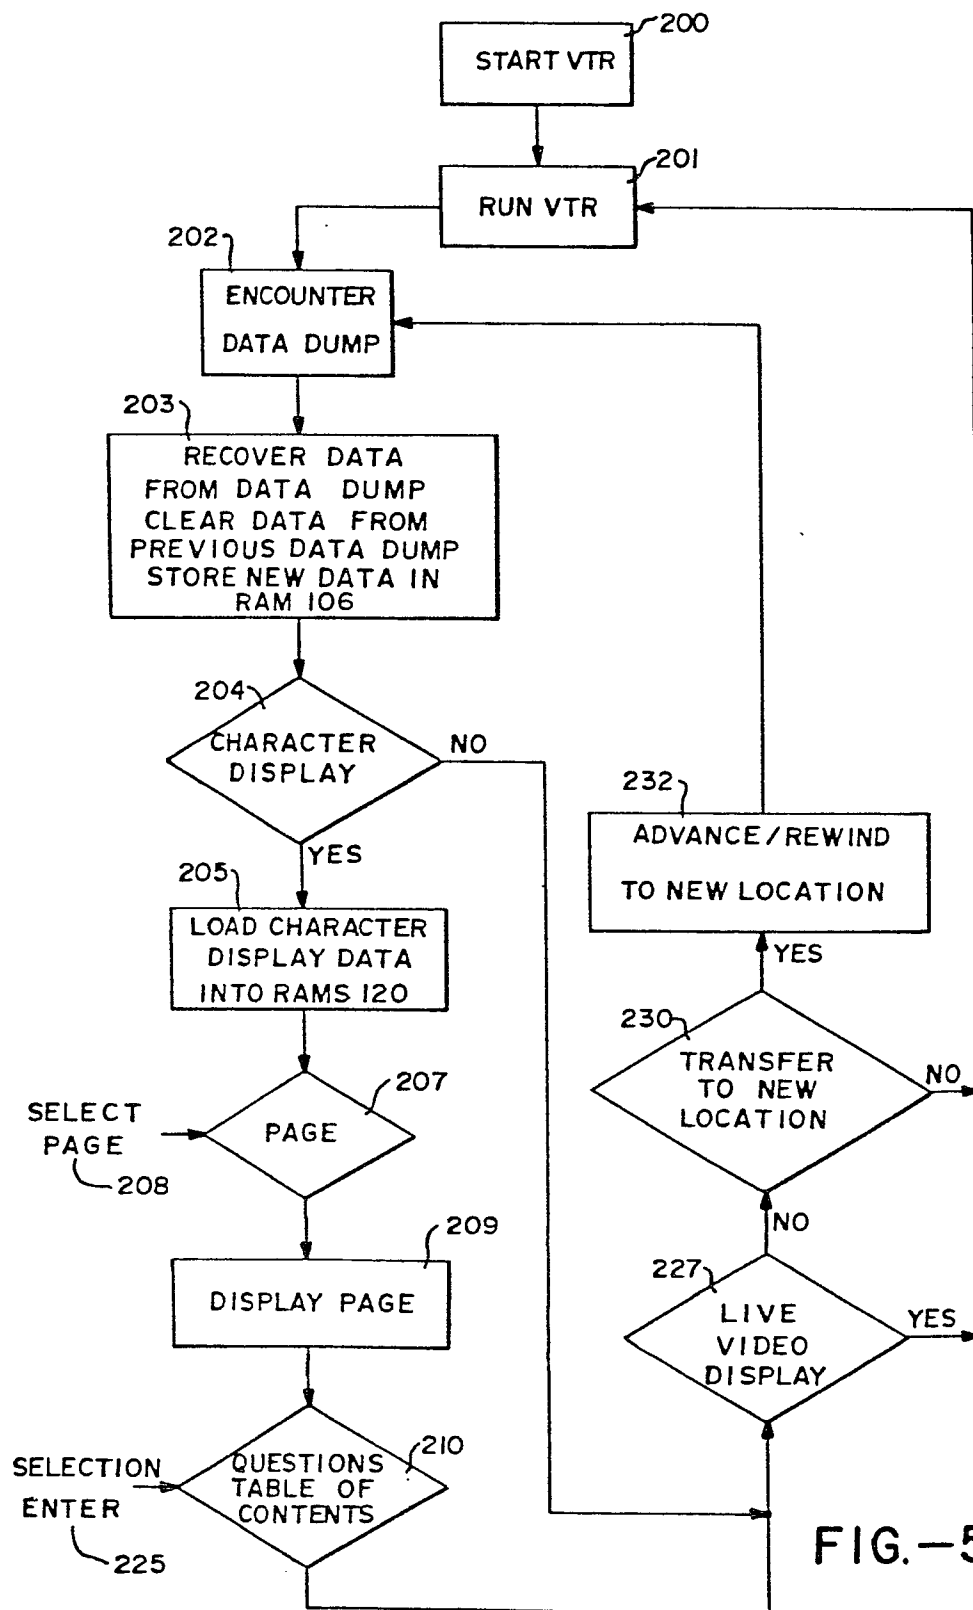 200
START VTR
201
RUN VTR
202
ENCOUNTER
DATA DUMP
203
RECOVER DATA
FROM DATA DUMP
CLEAR DATA FROM
PREVIOUS DATA DUMP
STORE NEW DATA IN
RAM 106
204
CHARACTER
DISPLAY
NO
YES
205
LOAD CHARACTER
DISPLAY DATA
INTO RAMS 120
207
PAGE
SELECT
PAGE
208
209
DISPLAY PAGE
210
QUESTIONS
TABLE OF
CONTENTS
SELECTION
ENTER
225
232
ADVANCE/REWIND
TO NEW LOCATION
YES
230
TRANSFER
TO NEW
LOCATION
NO
NO
227
LIVE
VIDEO
DISPLAY
YES
FIG.-5